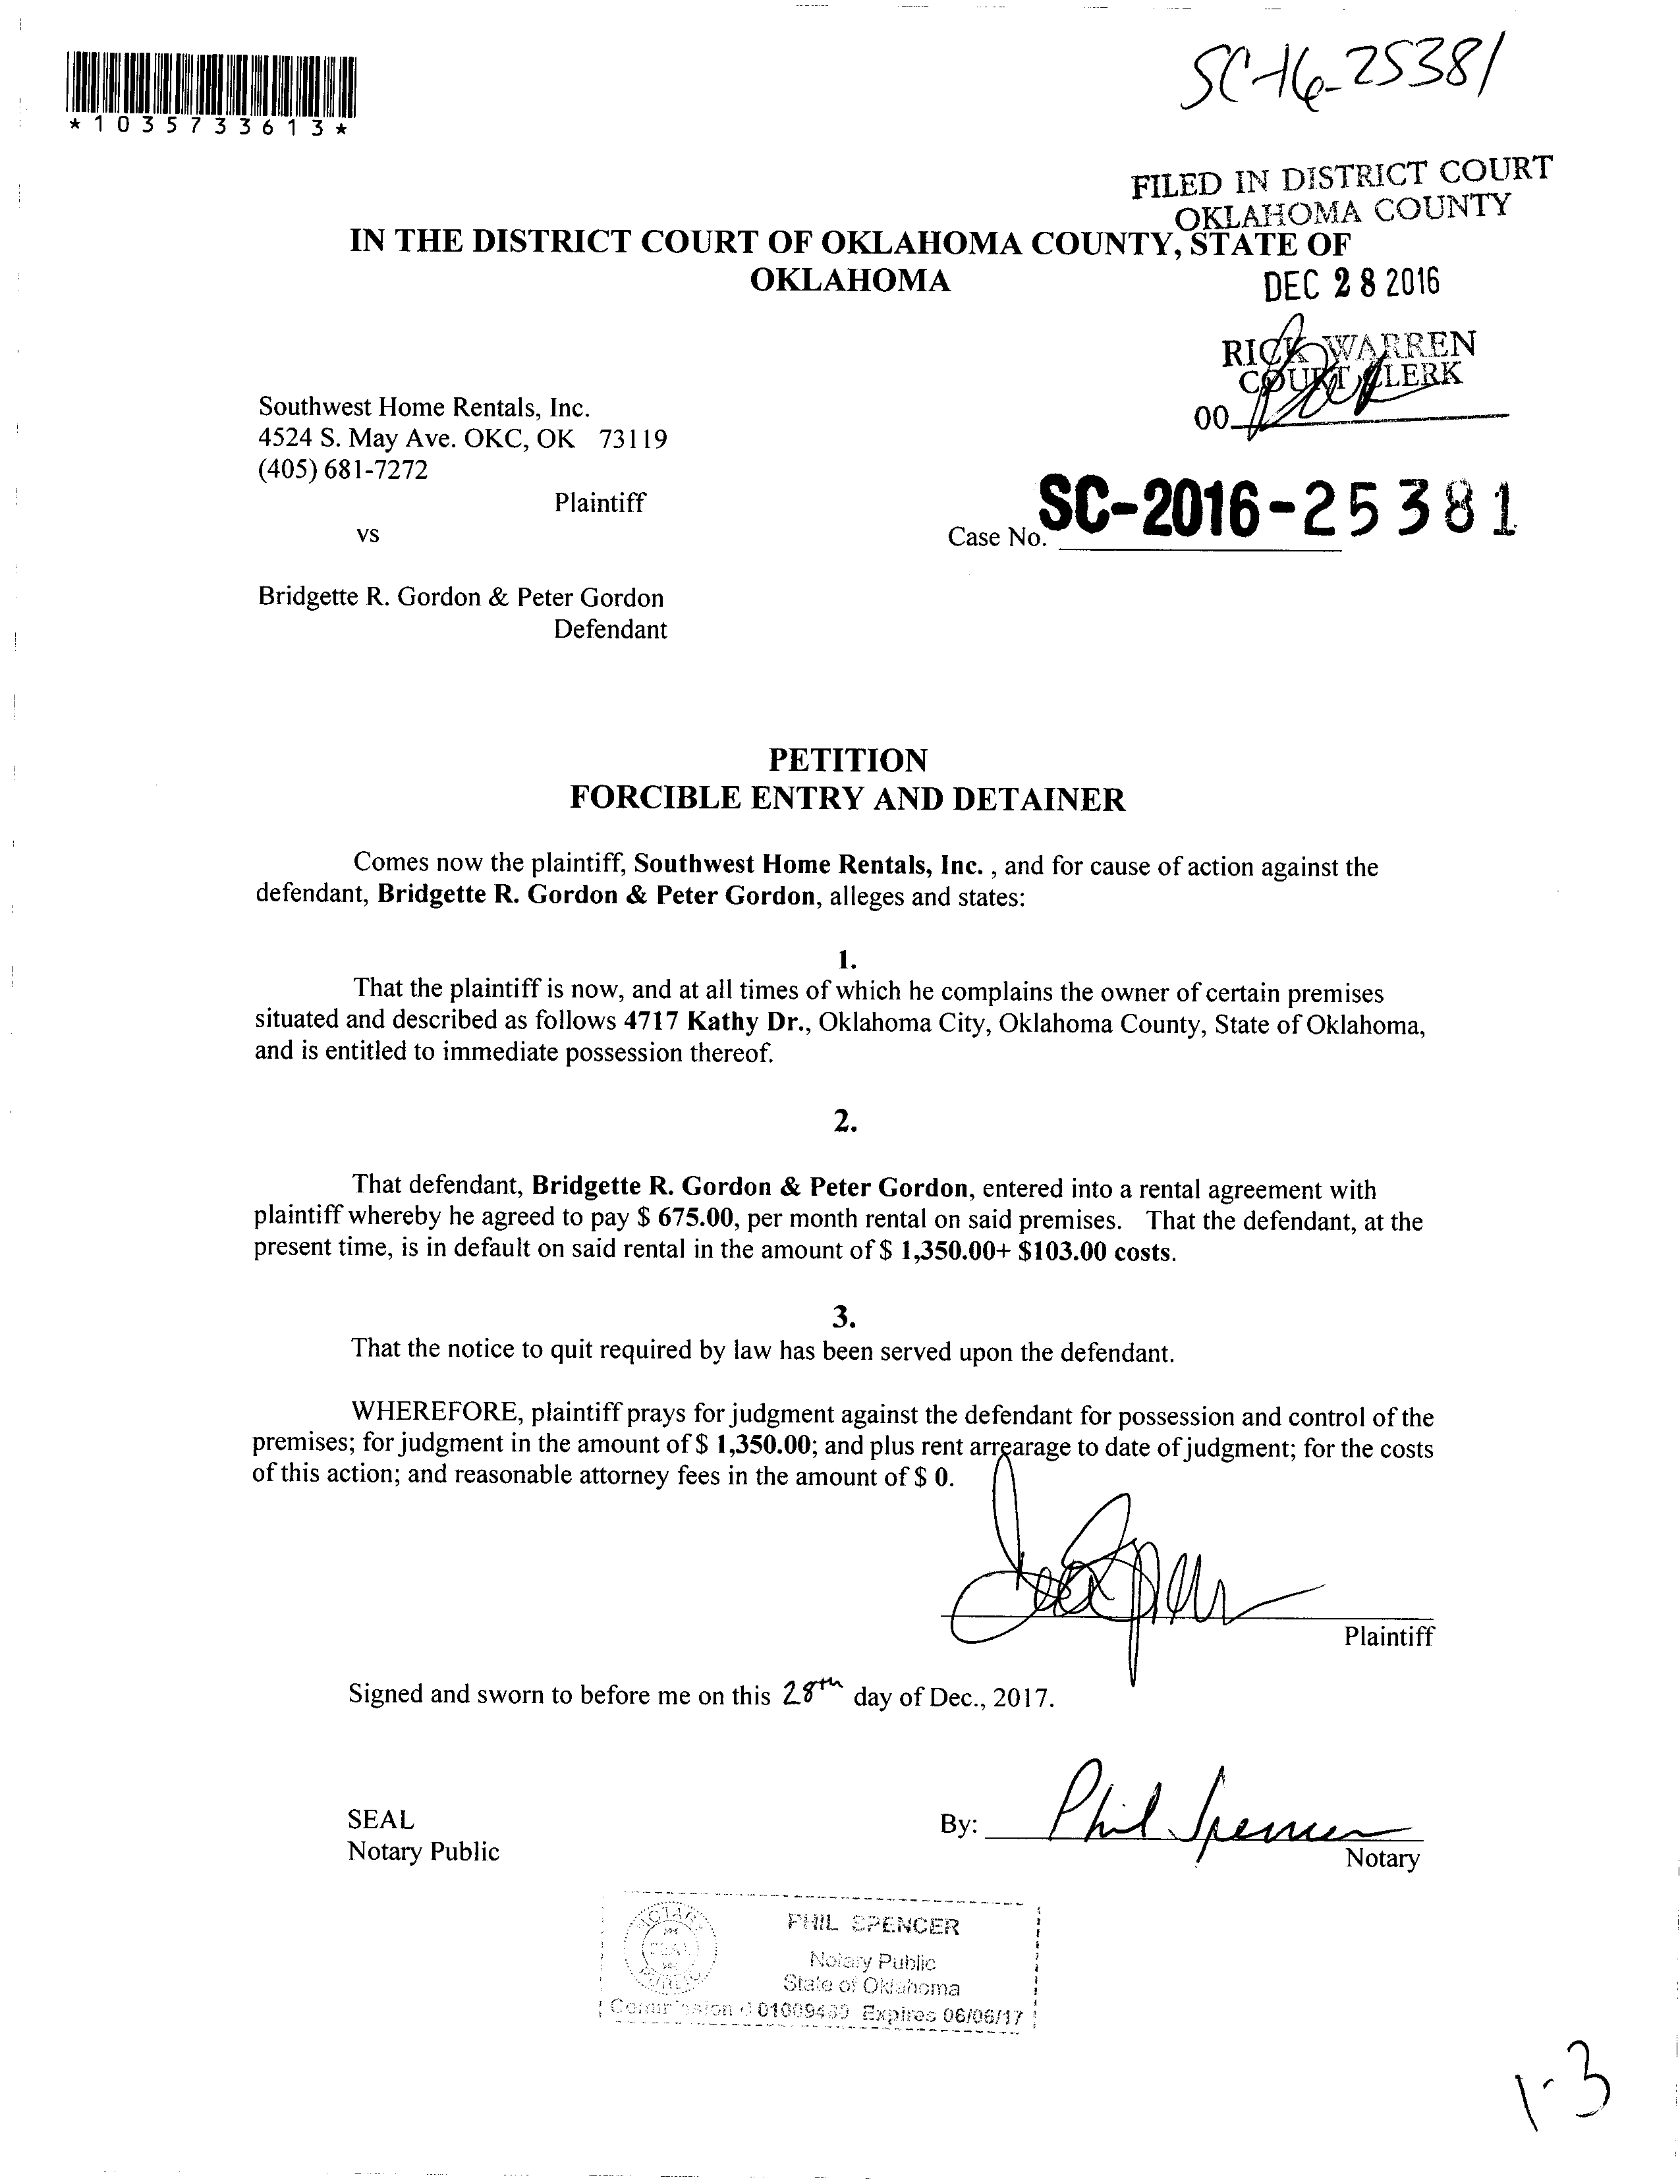 SC-16-25381
*1035733613*
FILED IN DISTRICT COURT
OKLAHOMA COUNTY
IN THE DISTRICT COURT OF OKLAHOMA COUNTY, STATE OF
OKLAHOMA
DEC 28 2016
RICK WARREN
COURT CLERK
00
Southwest Home Rentals, Inc.
4524 S. May Ave. OKC, OK 73119
(405) 681-7272
Plaintiff
vs
Case No. SC-2016-25381
Bridgette R. Gordon & Peter Gordon
Defendant
PETITION
FORCIBLE ENTRY AND DETAINER
Comes now the plaintiff, Southwest Home Rentals, Inc. , and for cause of action against the
defendant, Bridgette R. Gordon & Peter Gordon, alleges and states:
1.
That the plaintiff is now, and at all times of which he complains the owner of certain premises
situated and described as follows 4717 Kathy Dr., Oklahoma City, Oklahoma County, State of Oklahoma,
and is entitled to immediate possession thereof.
2.
That defendant, Bridgette R. Gordon & Peter Gordon, entered into a rental agreement with
plaintiff whereby he agreed to pay $ 675.00, per month rental on said premises. That the defendant, at the
present time, is in default on said rental in the amount of $ 1,350.00+ $103.00 costs.
3.
That the notice to quit required by law has been served upon the defendant.
WHEREFORE, plaintiff prays for judgment against the defendant for possession and control of the
premises; for judgment in the amount of $ 1,350.00; and plus rent arrearage to date of judgment; for the costs
of this action; and reasonable attorney fees in the amount of $ 0.
Plaintiff
Signed and sworn to before me on this 28th day of Dec., 2017.
SEAL
By: Phil Spencer
Notary Public
Notary
PHIL SPENCER
Notary Public
State of Oklahoma
Commission # 01009439 Expires 06/06/17
1-3